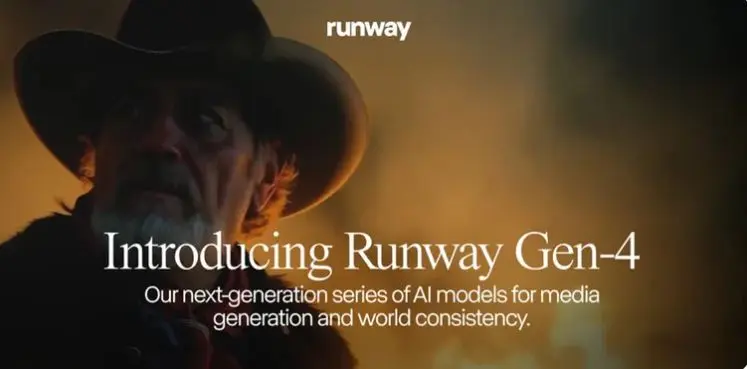 runway
Introducing Runway Gen-4
Our next-generation series of AI models for media
generation and world consistency.